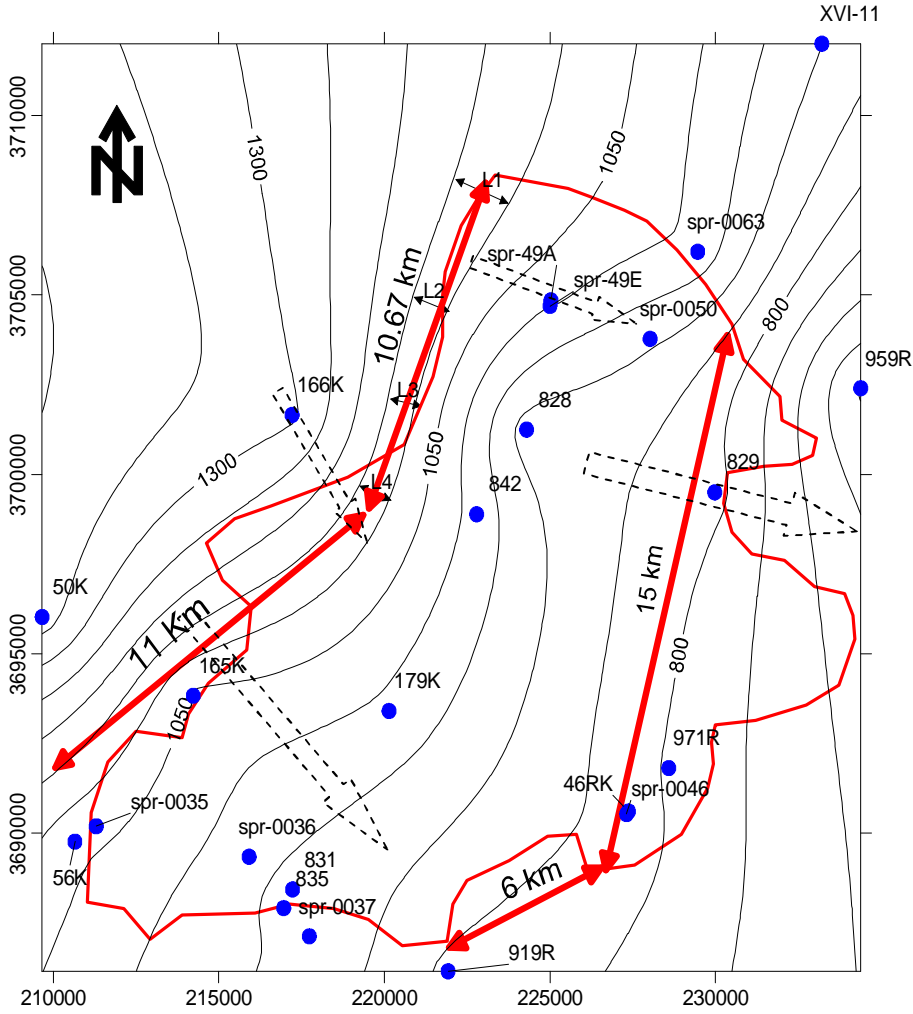 XVI-11
3710000
3705000
3700000
3695000
3690000
N
1300
1050
L1
spr-0063
spr-49A
10.67 km
L2
spr-49E
spr-0050
800
959R
166K
L3
828
1050
1300
829
L4
842
15 km
50K
11 Km
165K
800
179K
1050
971R
46RK
spr-0046
spr-0035
spr-0036
56K
831
835
6 km
spr-0037
919R
210000
215000
220000
225000
230000